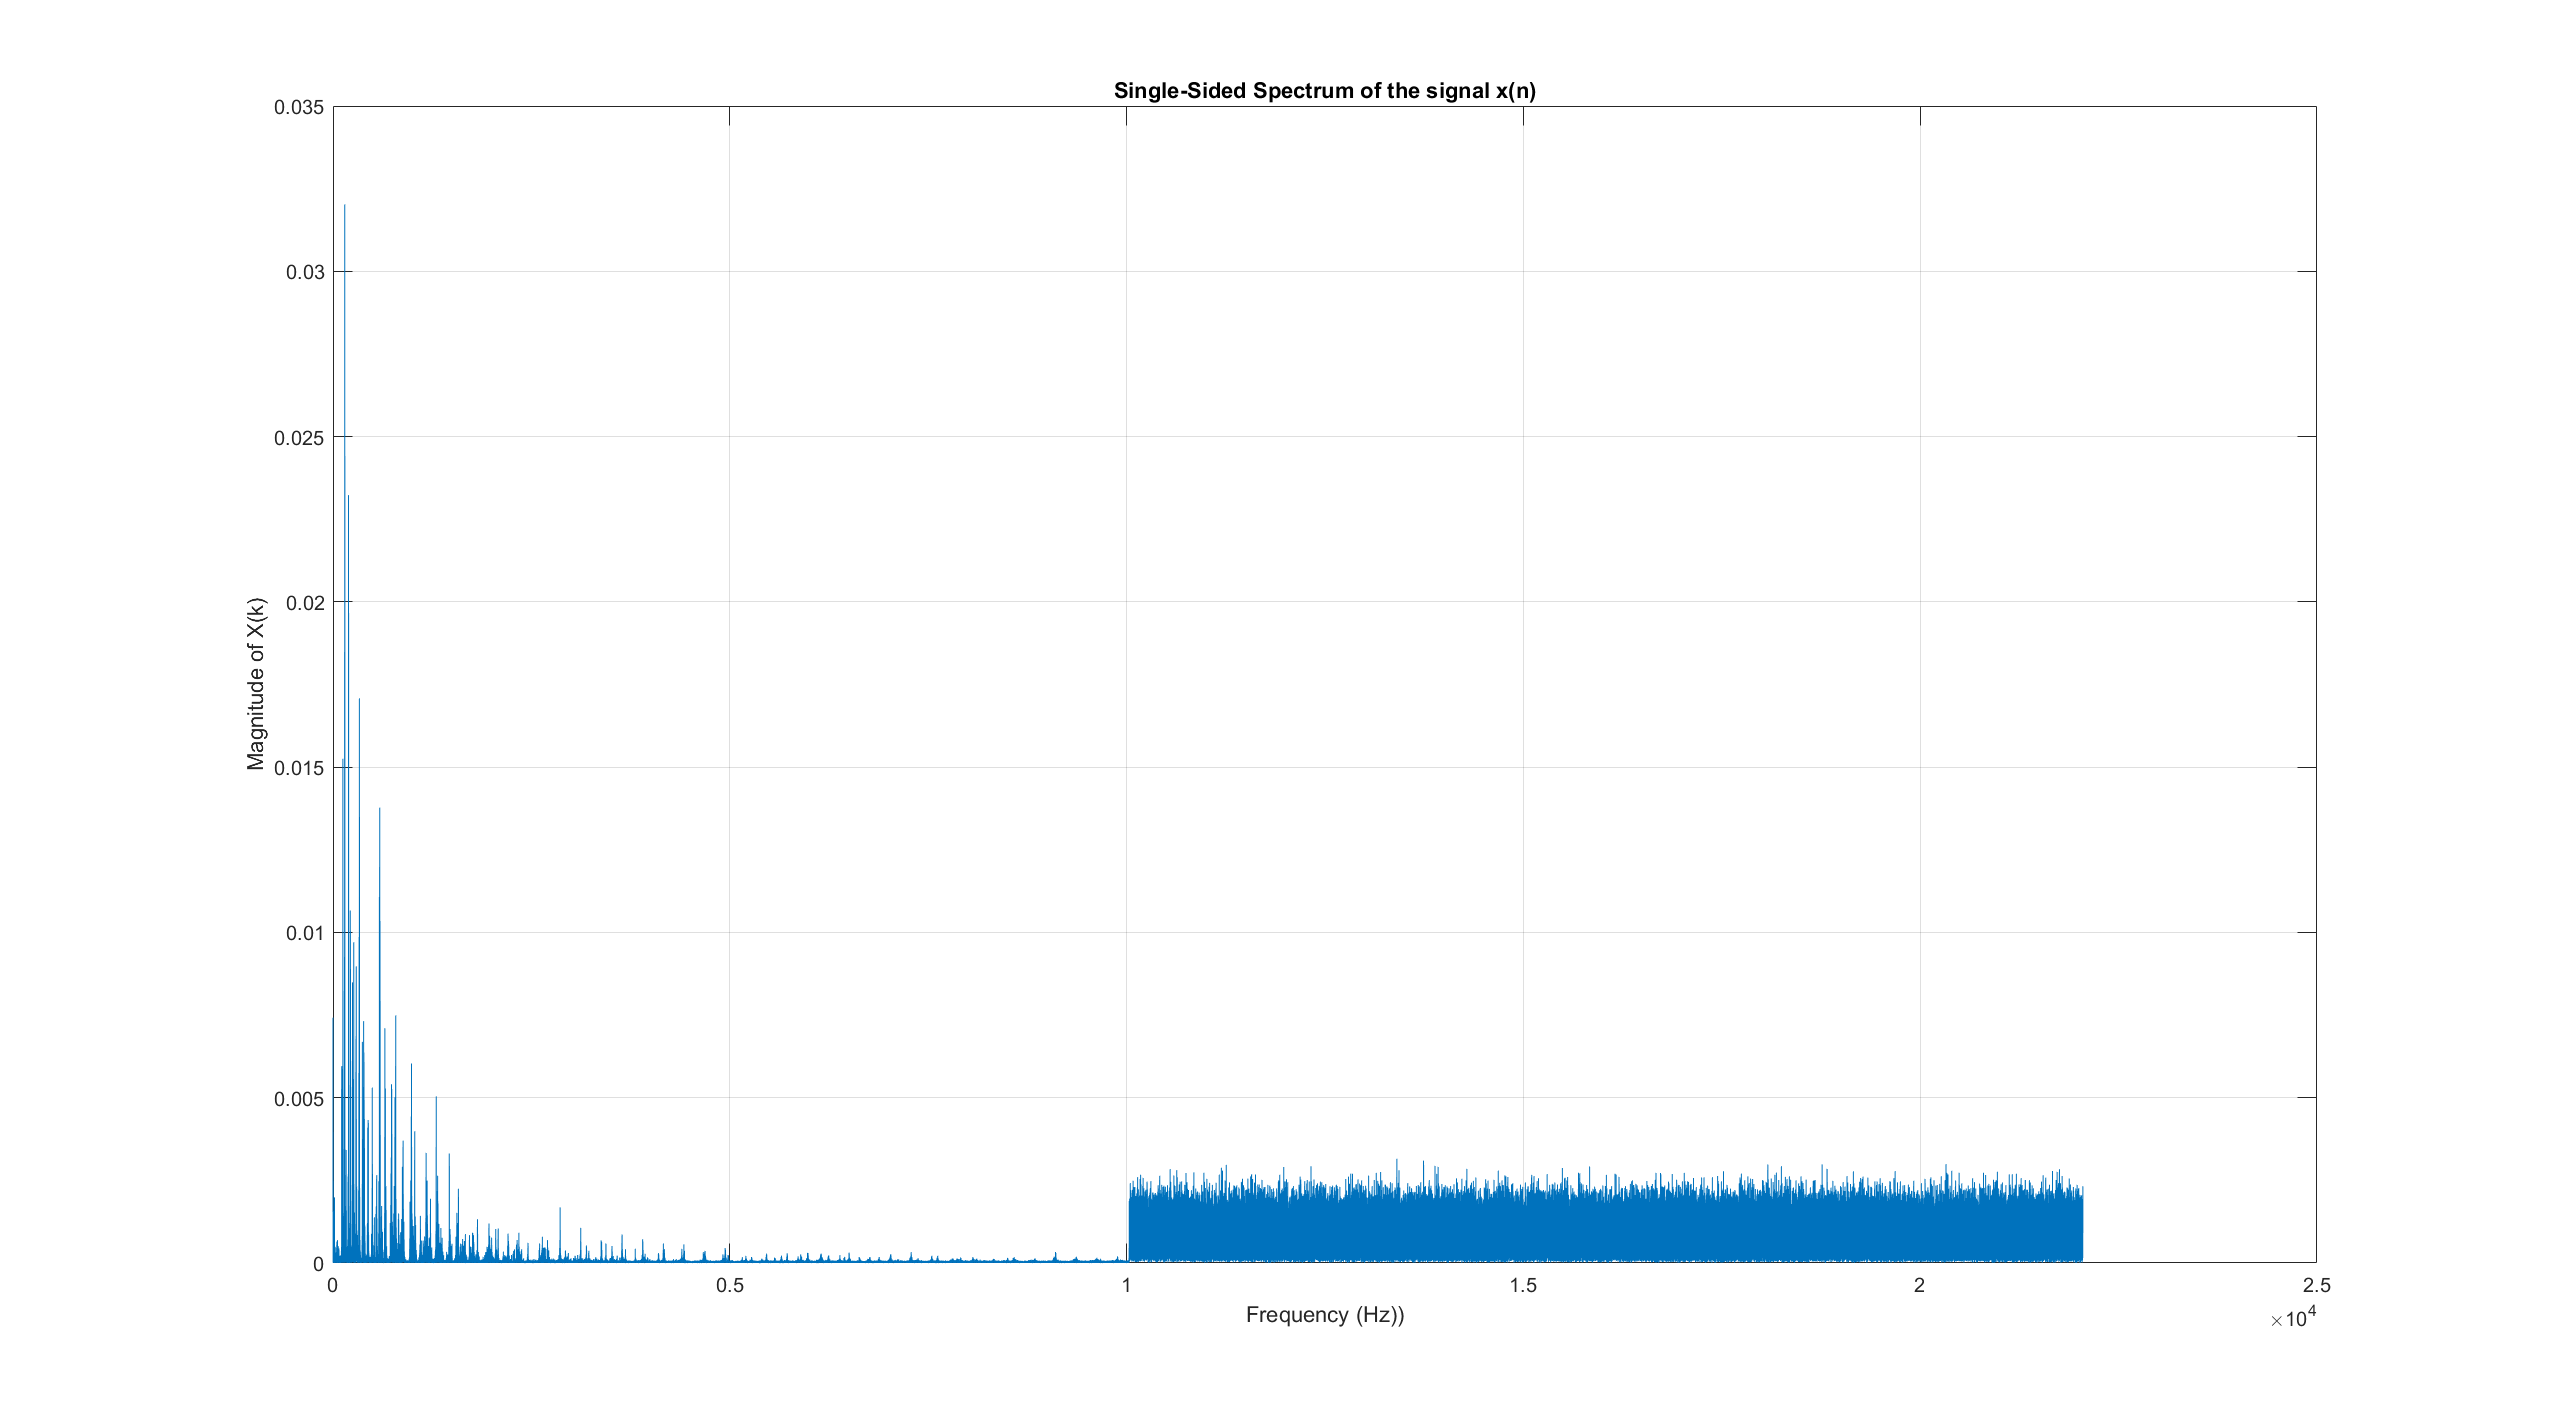 Single-Sided Spectrum of the signal x(n)
0.035
0.03
0.025
0.02
0.015
0.01
0.005
0
Magnitude of X(k)
0 0.5 1 1.5 2 2.5
Frequency (Hz))
×10⁴